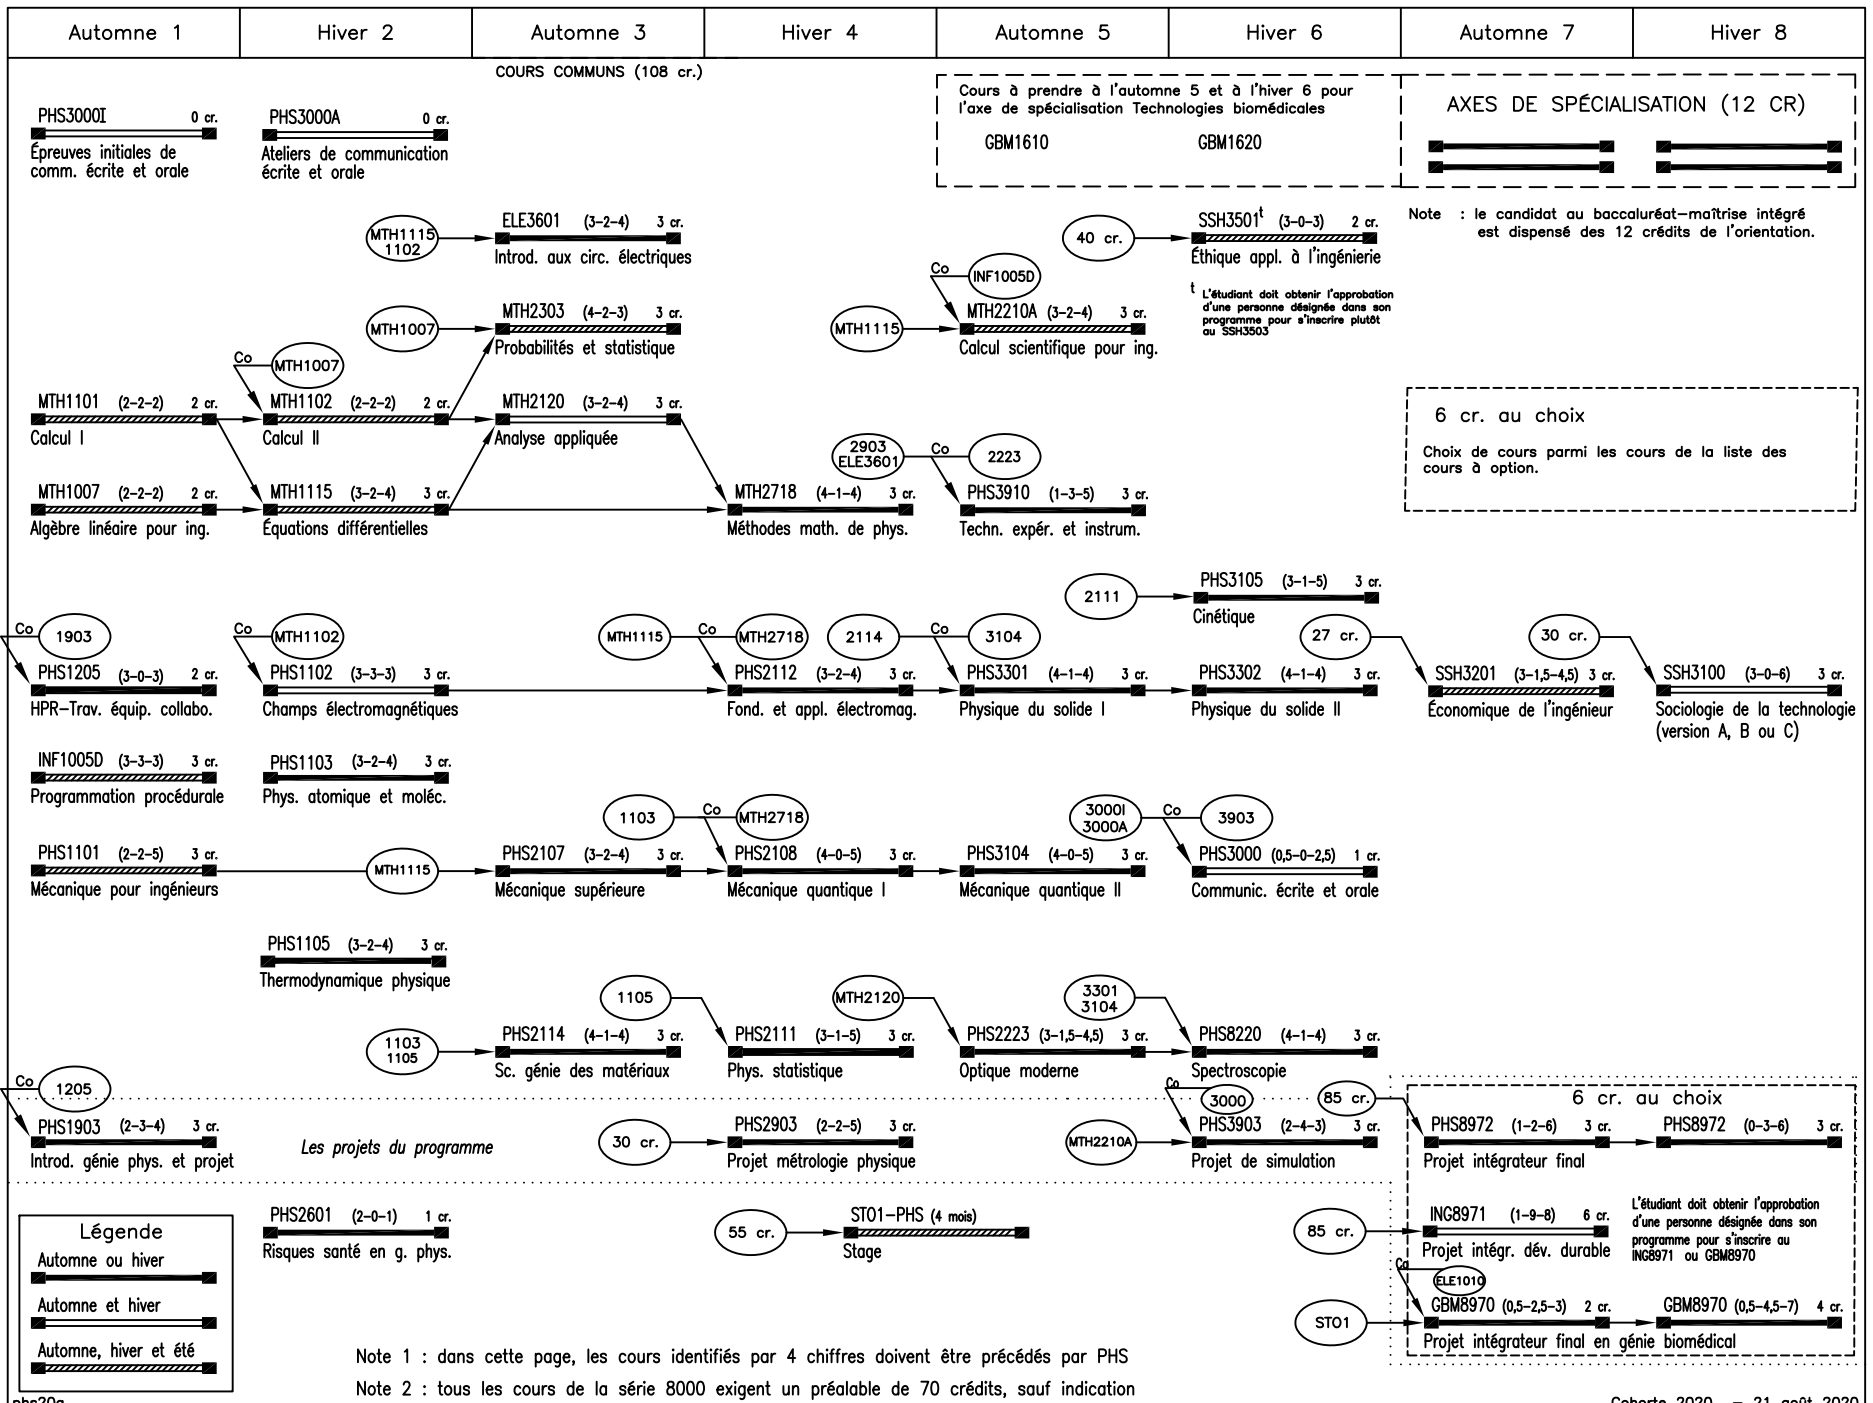 Automne 1
Hiver 2
Automne 3
Hiver 4
Automne 5
Hiver 6
Automne 7
Hiver 8
COURS COMMUNS (108 cr.)
PHS3000I 0 cr.
Épreuves initiales de
comm. écrite et orale
PHS3000A 0 cr.
Ateliers de communication
écrite et orale
Cours à prendre à l'automne 5 et à l'hiver 6 pour
l'axe de spécialisation Technologies biomédicales
GBM1610
GBM1620
AXES DE SPÉCIALISATION (12 CR)
Note : le candidat au baccaluréat-maîtrise intégré
est dispensé des 12 crédits de l'orientation.
MTH1115
1102
ELE3601 (3-2-4) 3 cr.
Introd. aux circ. électriques
40 cr.
SSH3501t (3-0-3) 2 cr.
Éthique appl. à l'ingénierie
t L'étudiant doit obtenir l'approbation
d'une personne désignée dans son
programme pour s'inscrire plutôt
au SSH3503
MTH1007
MTH2303 (4-2-3) 3 cr.
Probabilités et statistique
Co
INF1005D
MTH1115
MTH2210A (3-2-4) 3 cr.
Calcul scientifique pour ing.
Co
MTH1007
MTH1101 (2-2-2) 2 cr.
Calcul I
MTH1102 (2-2-2) 2 cr.
Calcul II
MTH2120 (3-2-4) 3 cr.
Analyse appliquée
6 cr. au choix
Choix de cours parmi les cours de la liste des
cours à option.
2903
ELE3601
Co
2223
MTH1007 (2-2-2) 2 cr.
Algèbre linéaire pour ing.
MTH1115 (3-2-4) 3 cr.
Équations différentielles
MTH2718 (4-1-4) 3 cr.
Méthodes math. de phys.
PHS3910 (1-3-5) 3 cr.
Techn. expér. et instrum.
2111
PHS3105 (3-1-5) 3 cr.
Cinétique
Co
1903
Co
MTH1102
MTH1115
Co
MTH2718
2114
Co
3104
27 cr.
30 cr.
PHS1205 (3-0-3) 2 cr.
HPR-Trav. équip. collabo.
PHS1102 (3-3-3) 3 cr.
Champs électromagnétiques
PHS2112 (3-2-4) 3 cr.
Fond. et appl. électromag.
PHS3301 (4-1-4) 3 cr.
Physique du solide I
PHS3302 (4-1-4) 3 cr.
Physique du solide II
SSH3201 (3-1,5-4,5) 3 cr.
Économique de l'ingénieur
SSH3100 (3-0-6) 3 cr.
Sociologie de la technologie
(version A, B ou C)
INF1005D (3-3-3) 3 cr.
Programmation procédurale
PHS1103 (3-2-4) 3 cr.
Phys. atomique et moléc.
1103
Co
MTH2718
3000I
3000A
Co
3903
PHS1101 (2-2-5) 3 cr.
Mécanique pour ingénieurs
MTH1115
PHS2107 (3-2-4) 3 cr.
Mécanique supérieure
PHS2108 (4-0-5) 3 cr.
Mécanique quantique I
PHS3104 (4-0-5) 3 cr.
Mécanique quantique II
PHS3000 (0,5-0-2,5) 1 cr.
Communic. écrite et orale
PHS1105 (3-2-4) 3 cr.
Thermodynamique physique
1105
MTH2120
3301
3104
1103
1105
PHS2114 (4-1-4) 3 cr.
Sc. génie des matériaux
PHS2111 (3-1-5) 3 cr.
Phys. statistique
PHS2223 (3-1,5-4,5) 3 cr.
Optique moderne
PHS8220 (4-1-4) 3 cr.
Spectroscopie
Co
1205
Co
3000
85 cr.
6 cr. au choix
PHS1903 (2-3-4) 3 cr.
Introd. génie phys. et projet
Les projets du programme
30 cr.
PHS2903 (2-2-5) 3 cr.
Projet métrologie physique
MTH2210A
PHS3903 (2-4-3) 3 cr.
Projet de simulation
PHS8972 (1-2-6) 3 cr.
Projet intégrateur final
PHS8972 (0-3-6) 3 cr.
PHS2601 (2-0-1) 1 cr.
Risques santé en g. phys.
55 cr.
STO1-PHS (4 mois)
Stage
85 cr.
ING8971 (1-9-8) 6 cr.
Projet intégr. dév. durable
L'étudiant doit obtenir l'approbation
d'une personne désignée dans son
programme pour s'inscrire au
ING8971 ou GBM8970
Co
ELE1010
STO1
GBM8970 (0,5-2,5-3) 2 cr.
GBM8970 (0,5-4,5-7) 4 cr.
Projet intégrateur final en génie biomédical
Légende
Automne ou hiver
Automne et hiver
Automne, hiver et été
Note 1 : dans cette page, les cours identifiés par 4 chiffres doivent être précédés par PHS
Note 2 : tous les cours de la série 8000 exigent un préalable de 70 crédits, sauf indication
phs20a
Cohorte 2020 - 21 août 2020